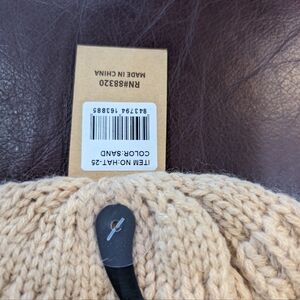 ITEM NO:HAT-25
COLOR:SAND
843794 163885
MADE IN CHINA
RN#88320